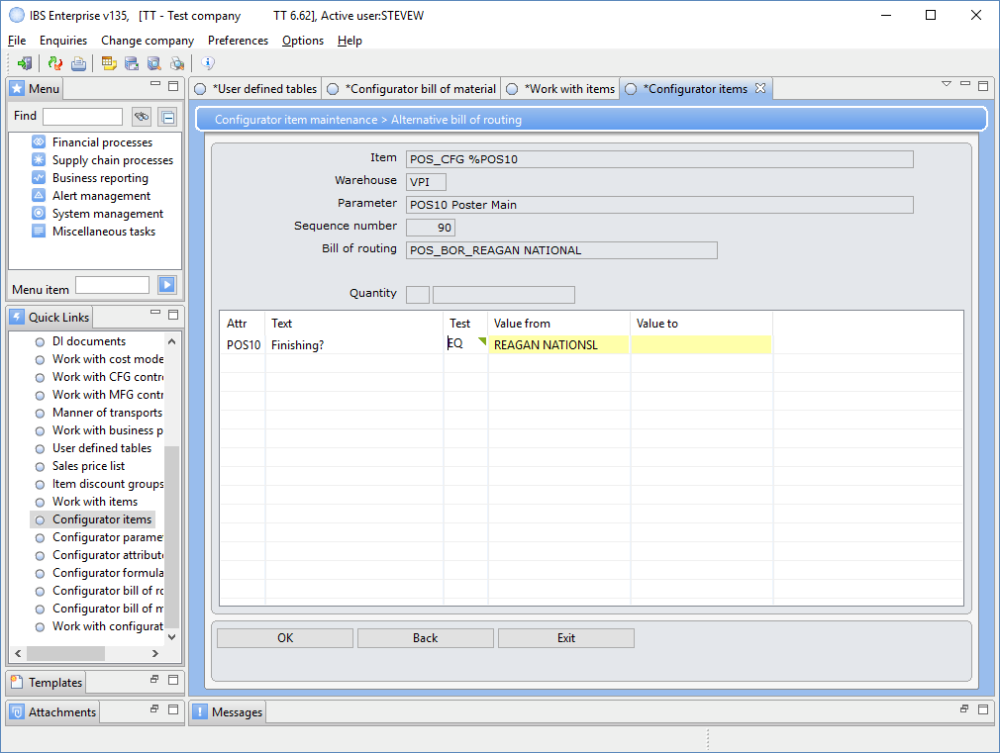 IBS Enterprise v135, [TT - Test company TT 6.62], Active user:STEVEW
File Enquiries Change company Preferences Options Help
Menu
Find
Financial processes
Supply chain processes
Business reporting
Alert management
System management
Miscellaneous tasks
Menu item
Quick Links
DI documents
Work with cost mode
Work with CFG contr
Work with MFG contr
Manner of transports
Work with business p
User defined tables
Sales price list
Item discount groups
Work with items
Configurator items
Configurator parame
Configurator attribut
Configurator formula
Configurator bill of ro
Configurator bill of m
Work with configurat
Templates
Attachments
*User defined tables *Configurator bill of material *Work with items *Configurator items
Configurator item maintenance > Alternative bill of routing
Item POS_CFG %POS10
Warehouse VPI
Parameter POS10 Poster Main
Sequence number 90
Bill of routing POS_BOR_REAGAN NATIONAL
Quantity
Attr Text Test Value from Value to
POS10 Finishing? EQ REAGAN NATIONSL
OK Back Exit
Messages